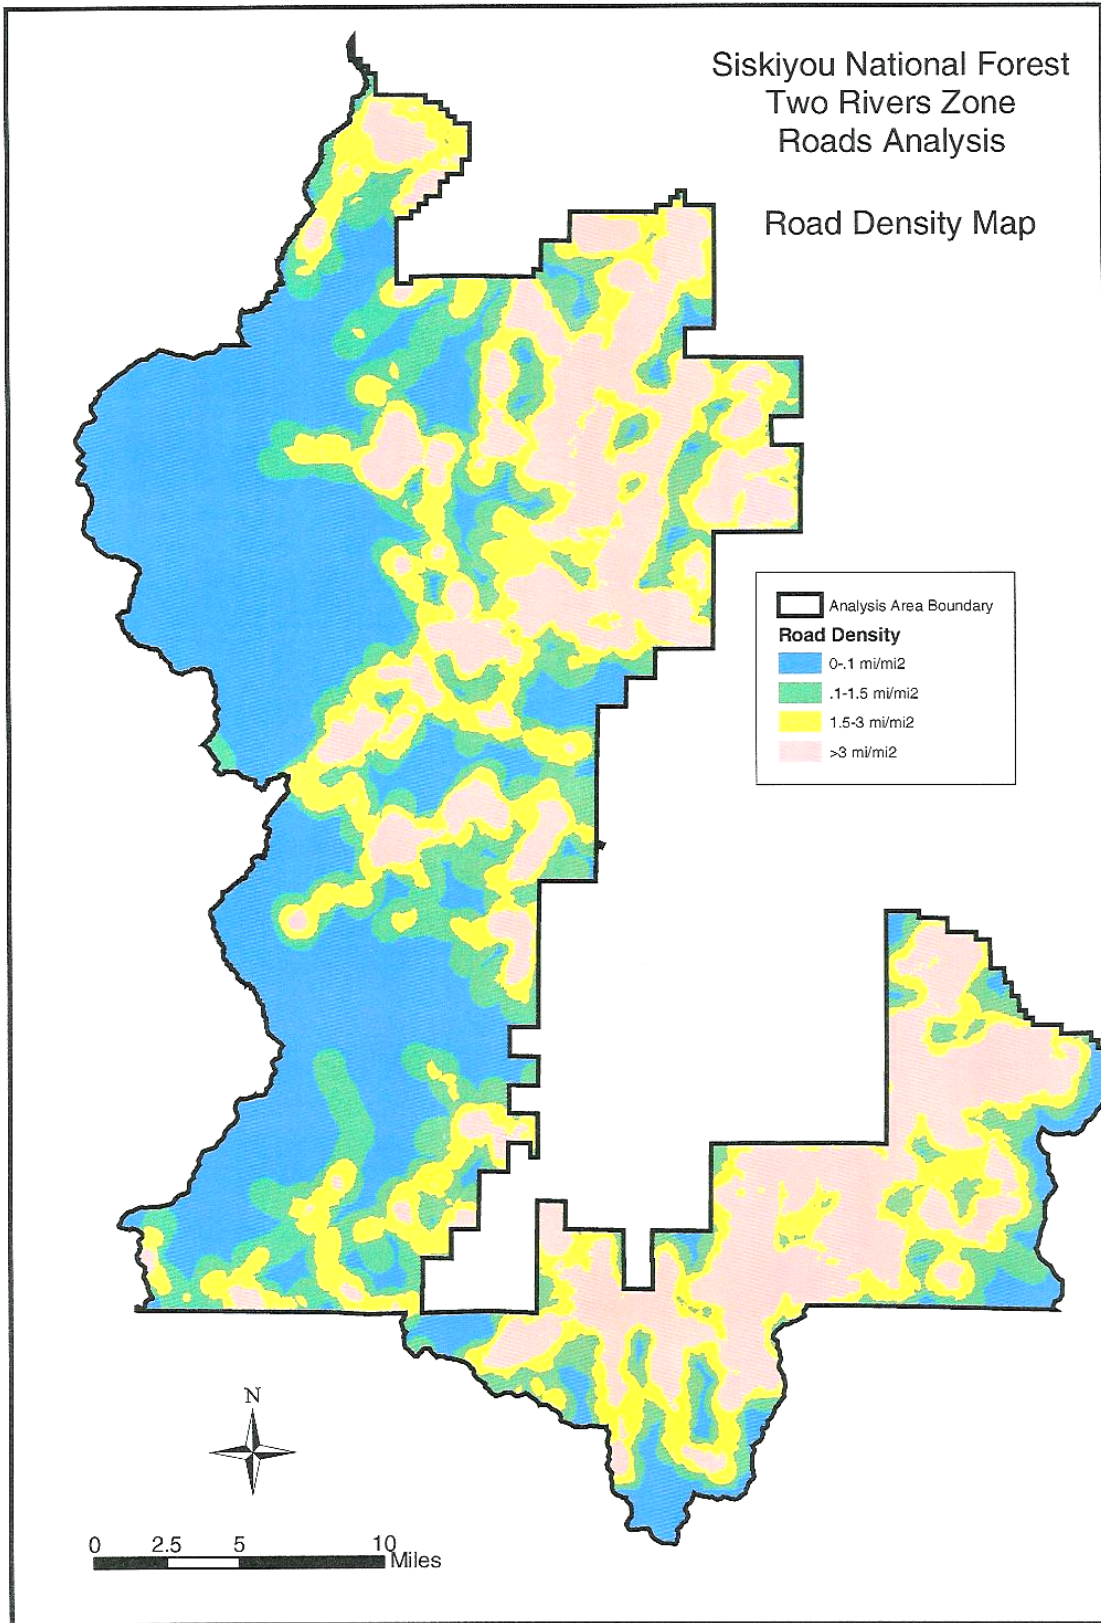 Siskiyou National Forest
Two Rivers Zone
Roads Analysis
Road Density Map
Analysis Area Boundary
Road Density
0-.1 mi/mi2
.1-1.5 mi/mi2
1.5-3 mi/mi2
>3 mi/mi2
N
0 2.5 5 10
Miles